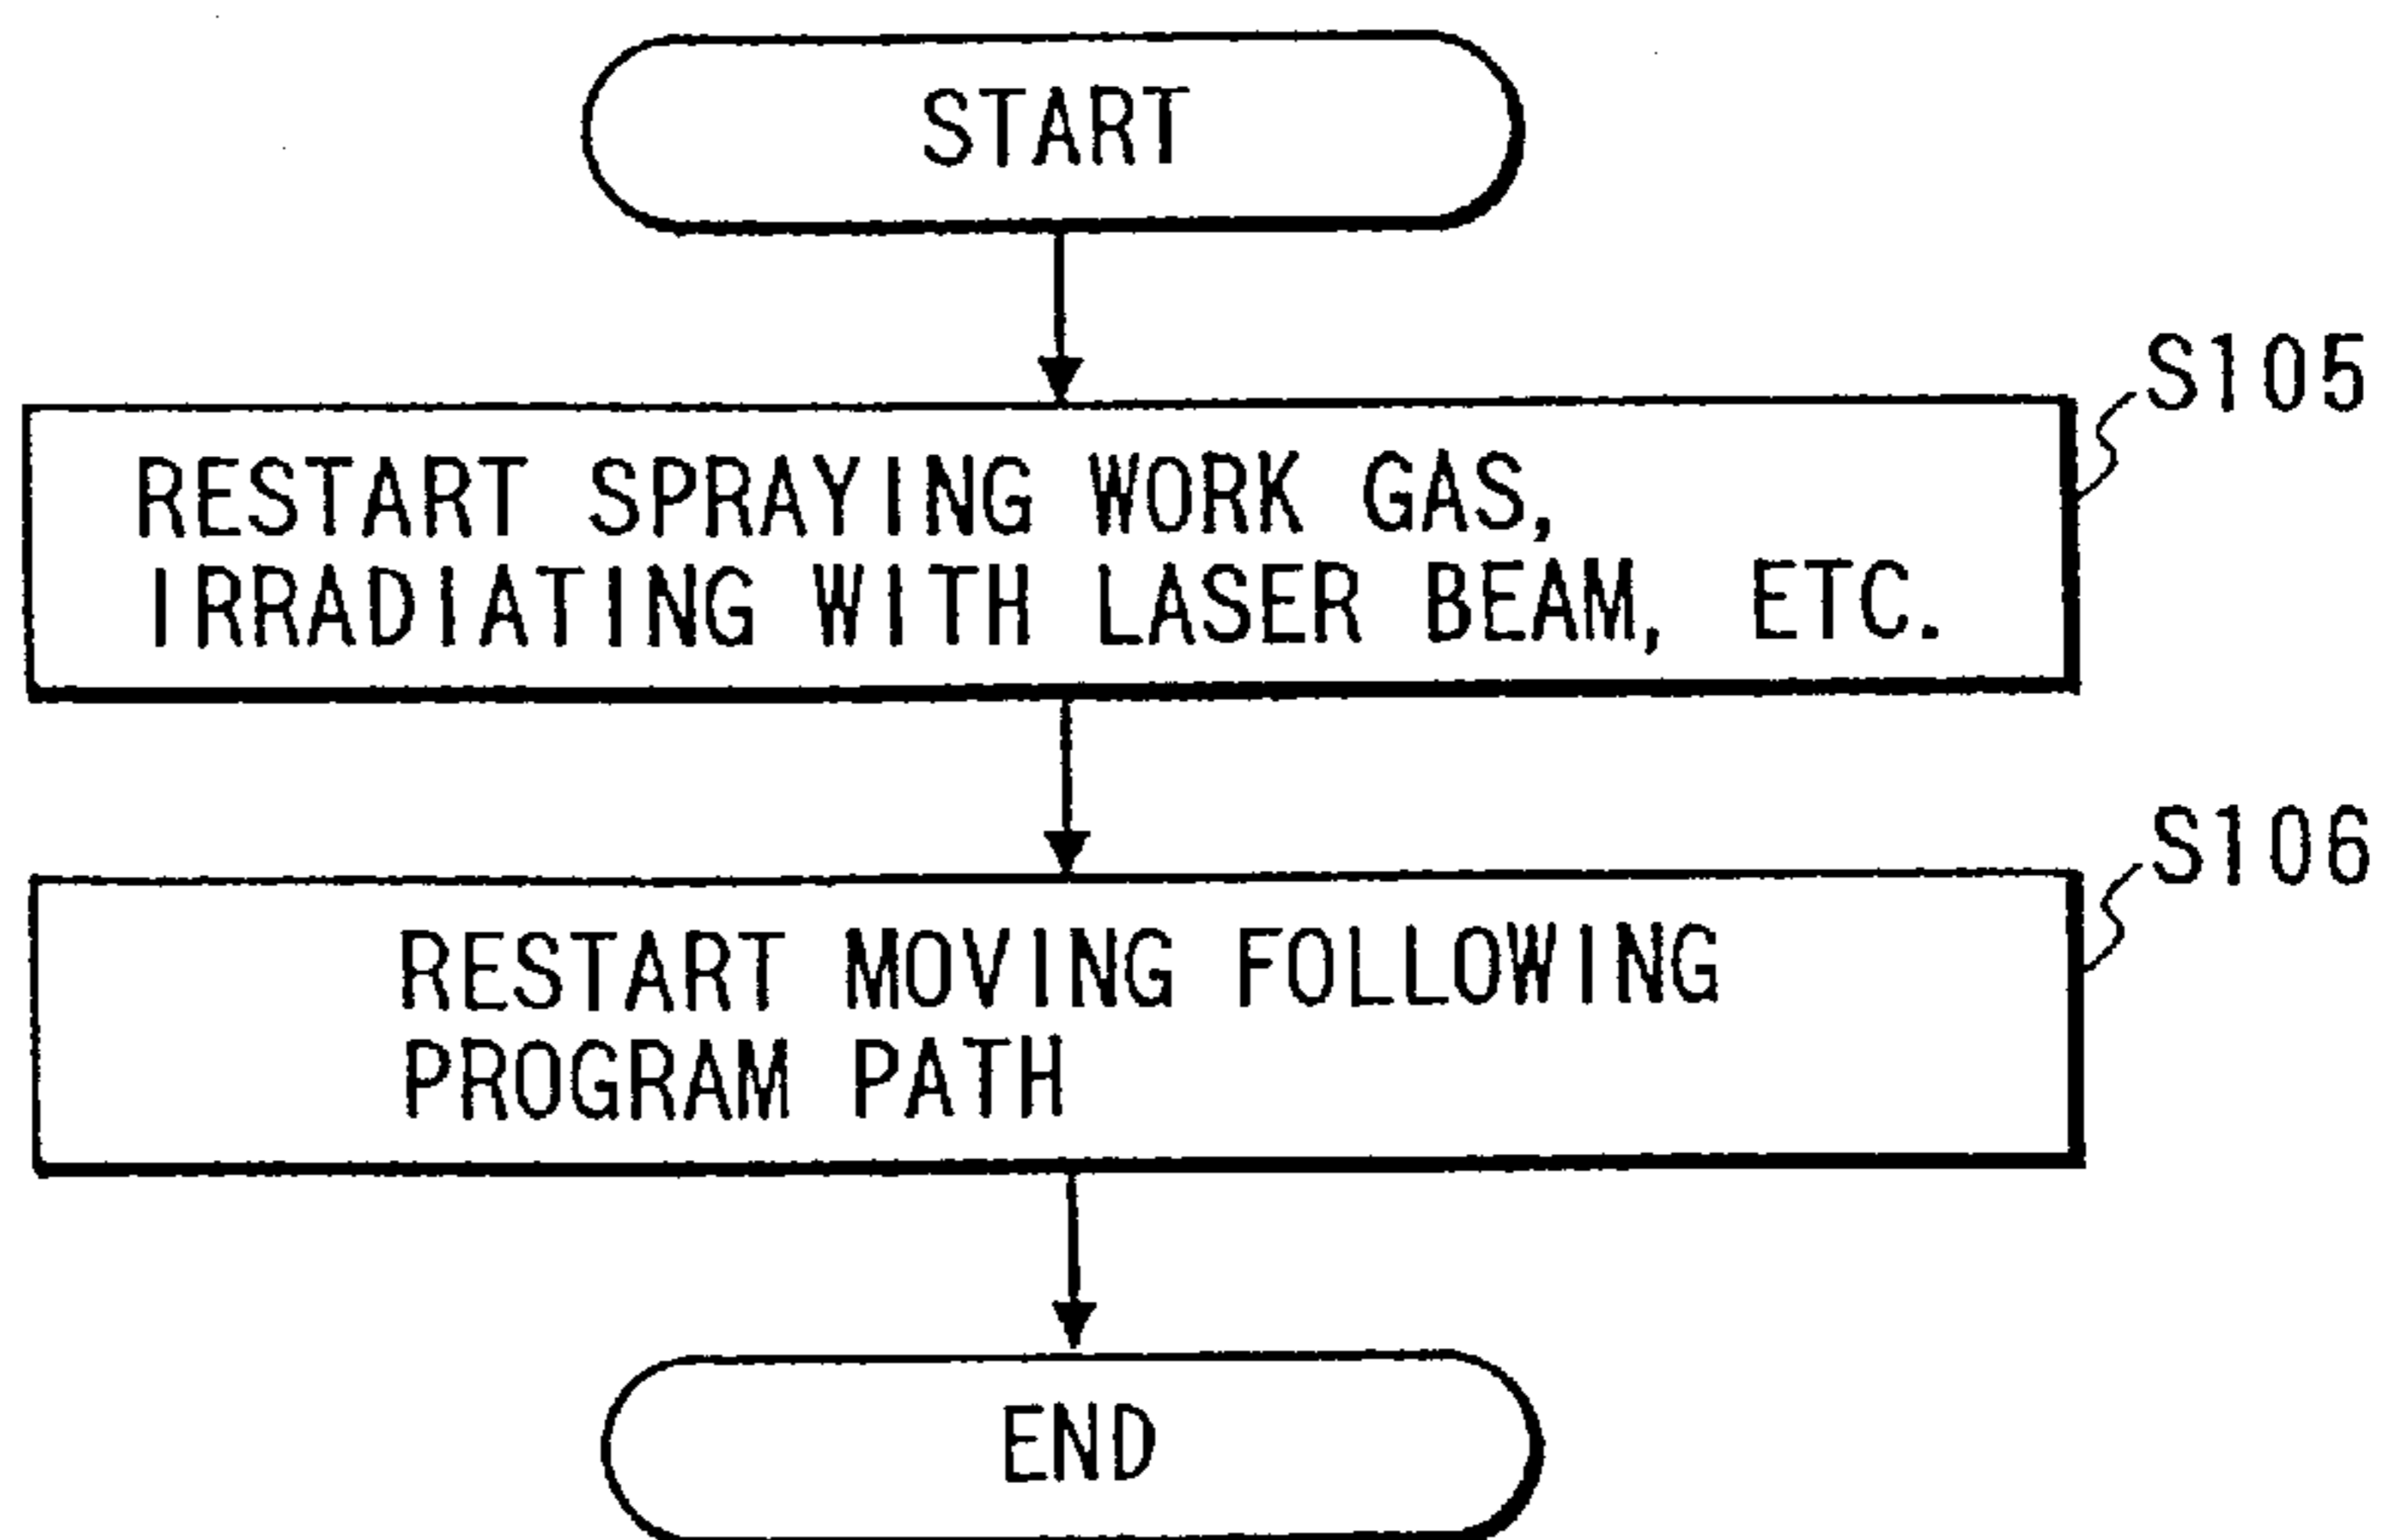 START
S105
RESTART SPRAYING WORK GAS,
IRRADIATING WITH LASER BEAM, ETC.
S106
RESTART MOVING FOLLOWING
PROGRAM PATH
END